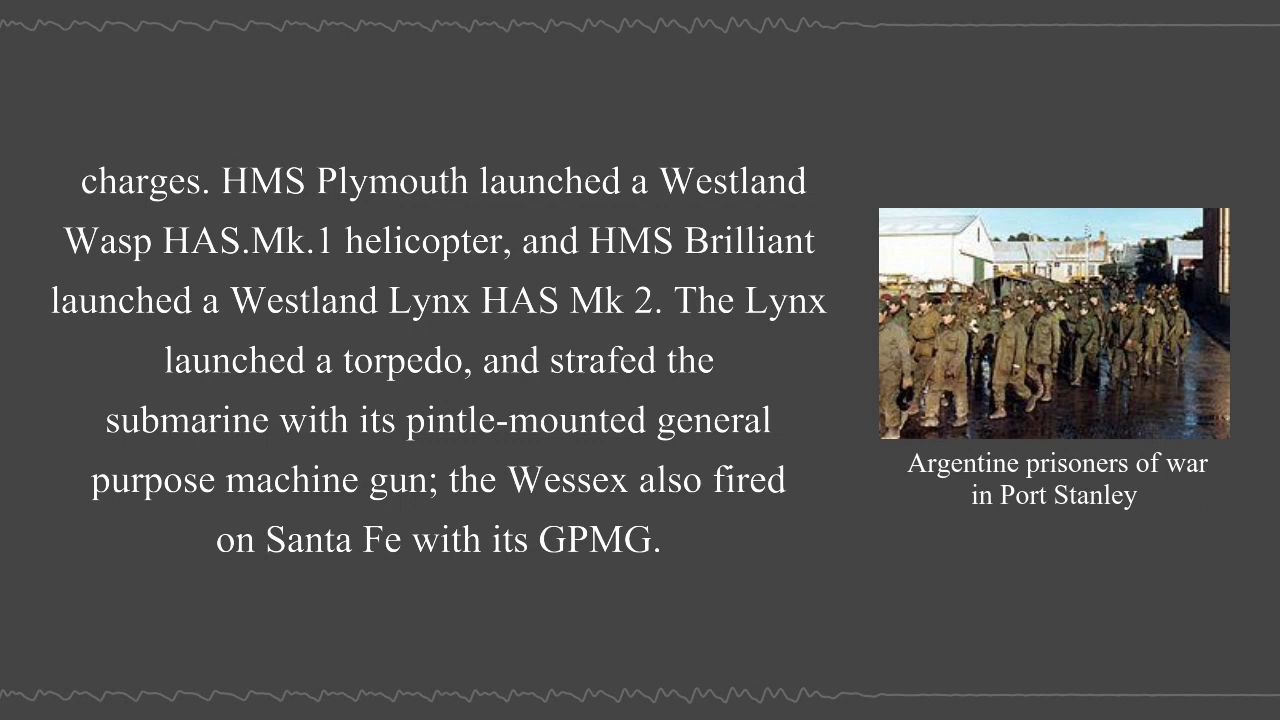 charges. HMS Plymouth launched a Westland
Wasp HAS.Mk.1 helicopter, and HMS Brilliant
launched a Westland Lynx HAS Mk 2. The Lynx
launched a torpedo, and strafed the
submarine with its pintle-mounted general
purpose machine gun; the Wessex also fired
on Santa Fe with its GPMG.
Argentine prisoners of war
in Port Stanley